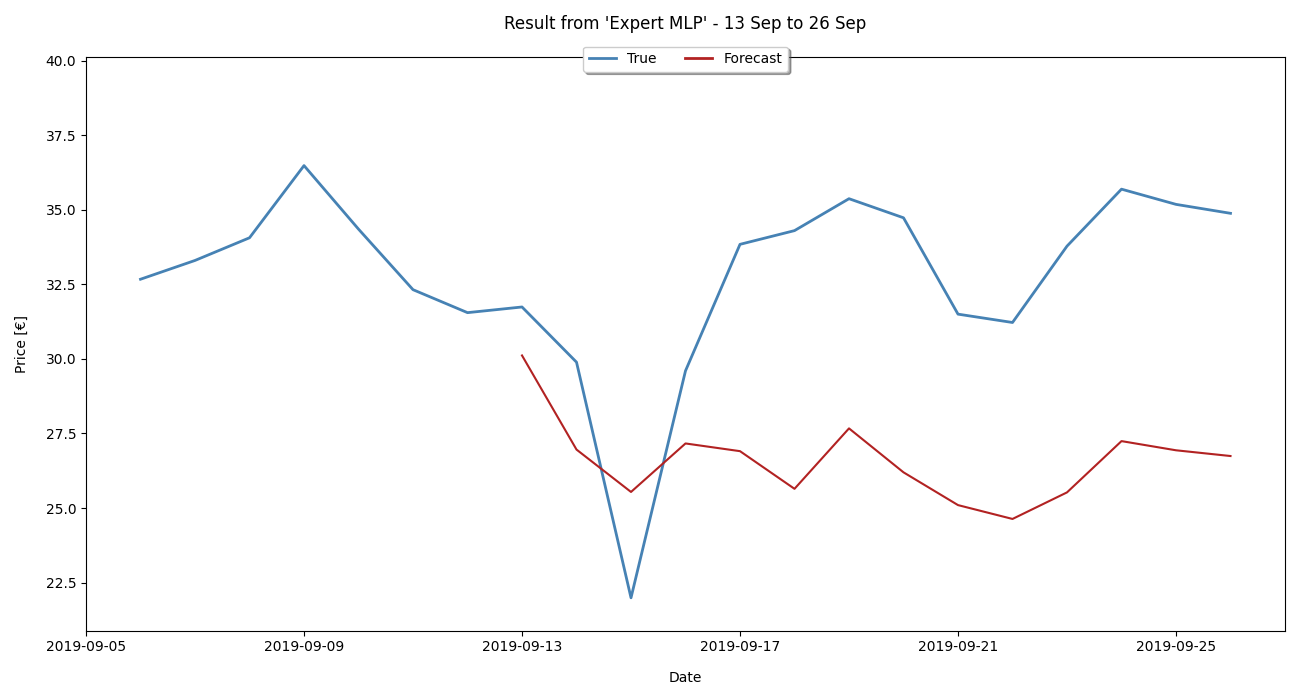 Result from 'Expert MLP' - 13 Sep to 26 Sep
True Forecast
40.0
37.5
35.0
32.5
30.0
27.5
25.0
22.5
Price [€]
2019-09-05 2019-09-09 2019-09-13 2019-09-17 2019-09-21 2019-09-25
Date